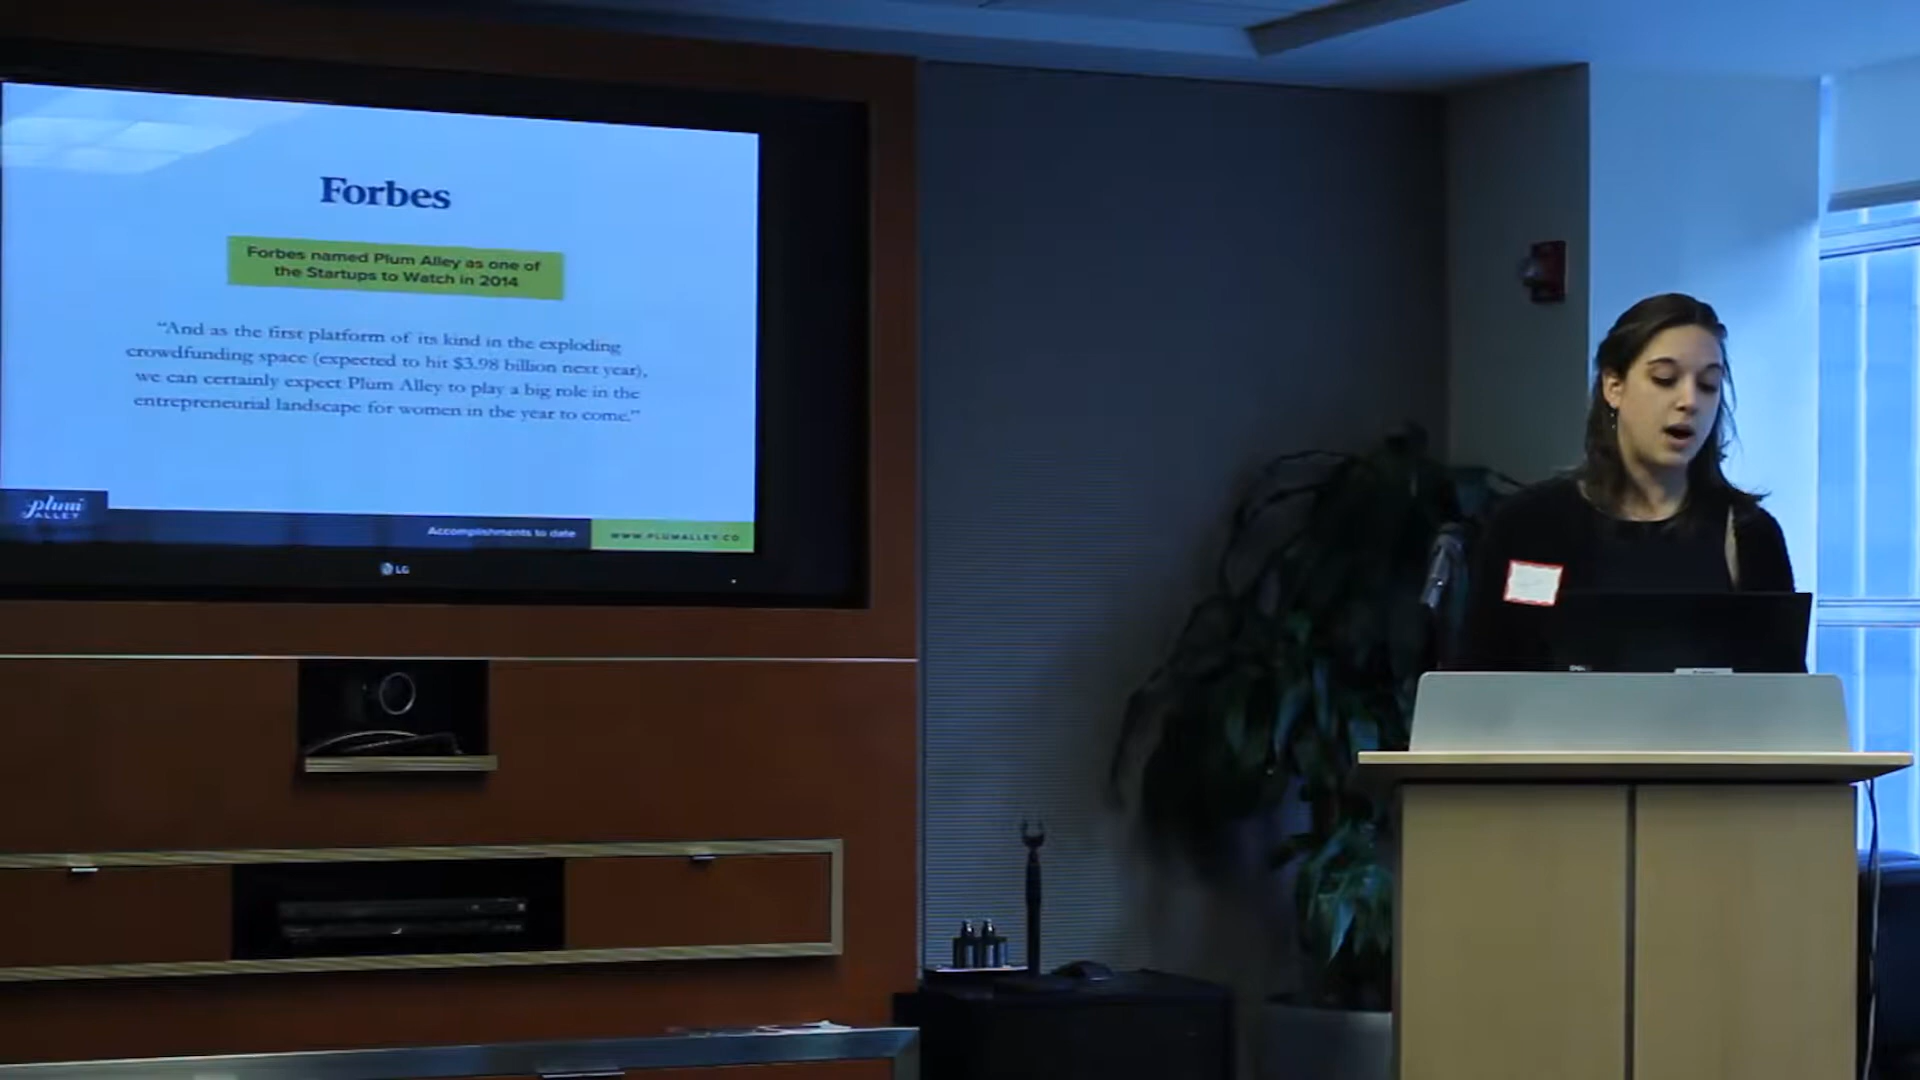 Forbes
Forbes named Plum Alley as one of
the Startups to Watch in 2014
“And as the first platform of its kind in the exploding
crowdfunding space (expected to hit $3.98 billion next year),
we can certainly expect Plum Alley to play a big role in the
entrepreneurial landscape for women in the year to come.”
plum
ALLEY
Accomplishments to date
WWW.PLUMALLEY.CO
LG
DELL